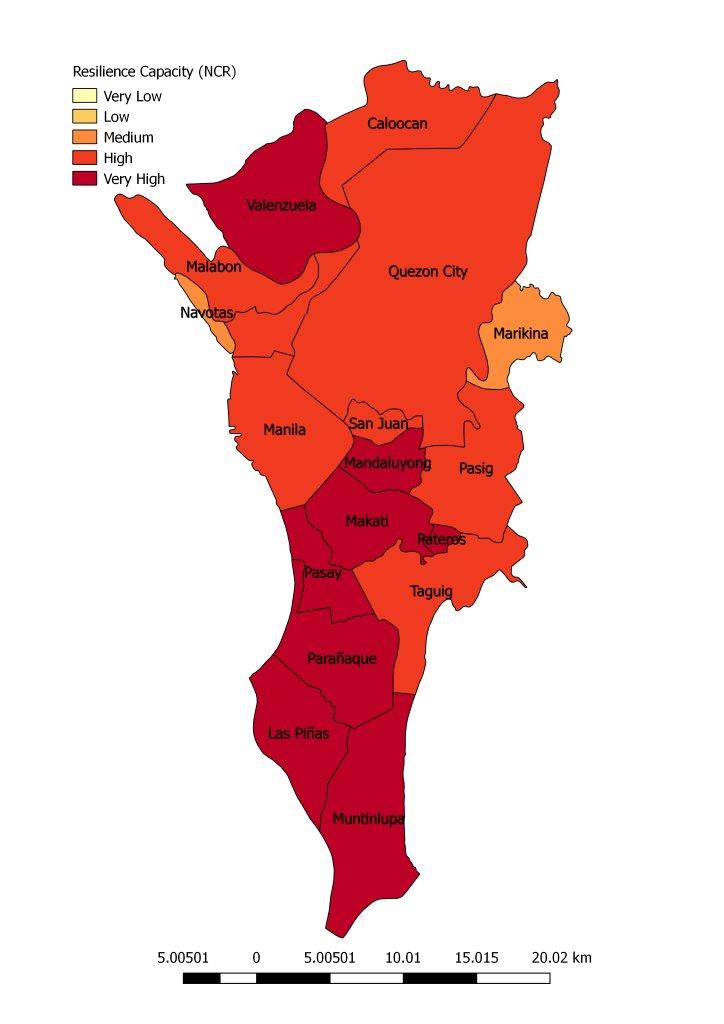 Resilience Capacity (NCR)
Very Low
Low
Medium
High
Very High
Caloocan
Valenzuela
Malabon
Quezon City
Navotas
Marikina
San Juan
Manila
Mandaluyong
Pasig
Makati
Pateros
Pasay
Taguig
Parañaque
Las Piñas
Muntinlupa
5.00501 0 5.00501 10.01 15.015 20.02 km